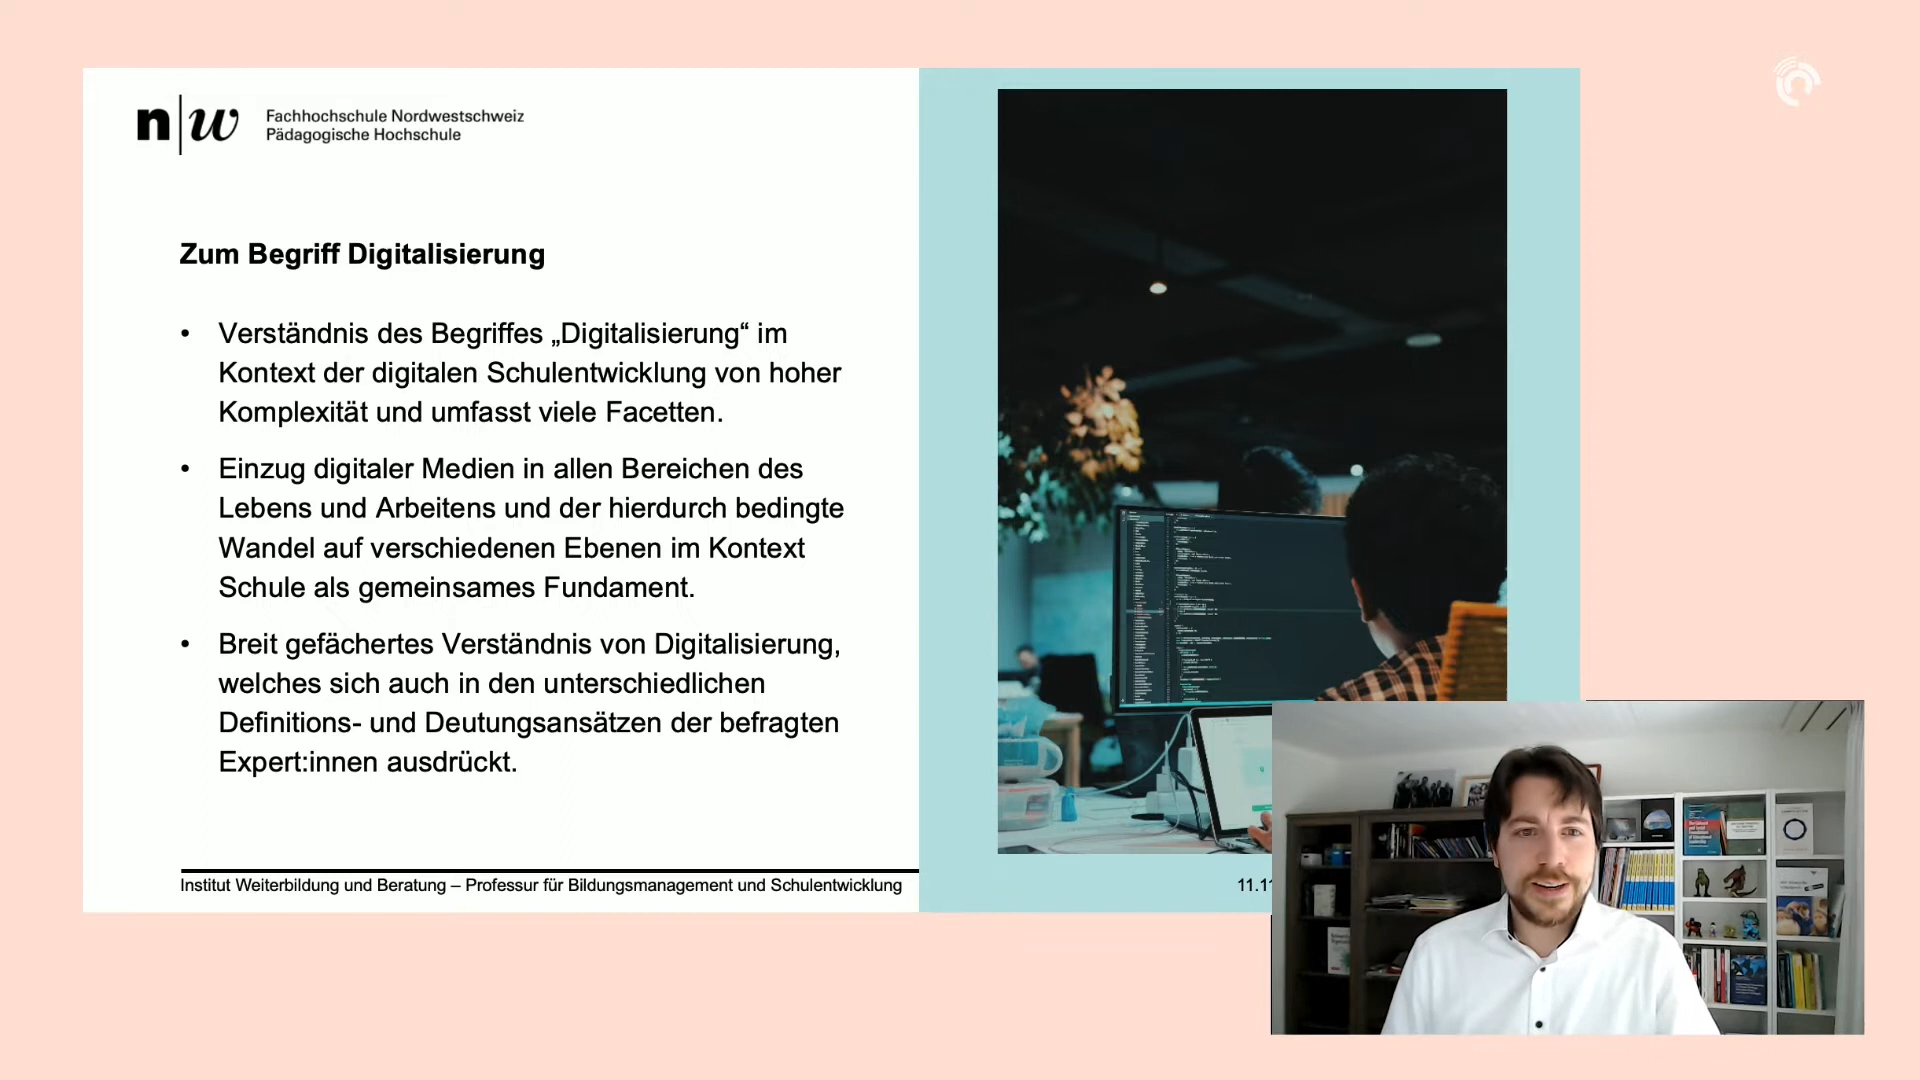 n|w
Fachhochschule Nordwestschweiz
Pädagogische Hochschule
Zum Begriff Digitalisierung
• Verständnis des Begriffes „Digitalisierung“ im
Kontext der digitalen Schulentwicklung von hoher
Komplexität und umfasst viele Facetten.
• Einzug digitaler Medien in allen Bereichen des
Lebens und Arbeitens und der hierdurch bedingte
Wandel auf verschiedenen Ebenen im Kontext
Schule als gemeinsames Fundament.
• Breit gefächertes Verständnis von Digitalisierung,
welches sich auch in den unterschiedlichen
Definitions- und Deutungsansätzen der befragten
Expert:innen ausdrückt.
Institut Weiterbildung und Beratung – Professur für Bildungsmanagement und Schulentwicklung